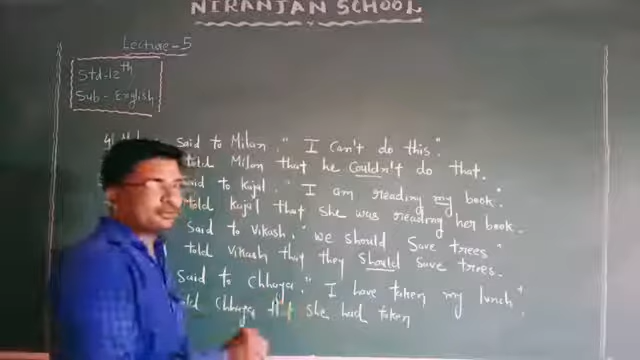 NIRANJAN SCHOOL
Lecture-5
Std-12th
Sub - English
said to Milan, "I can't do this".
told Milan that he couldn't do that.
said to Kajal, "I am reading my book."
told Kajal that she was reading her book.
said to Vikash, "we should save trees"
told Vikash that they should save trees.
said to Chhaya, "I have taken my lunch".
Chhaya she had taken